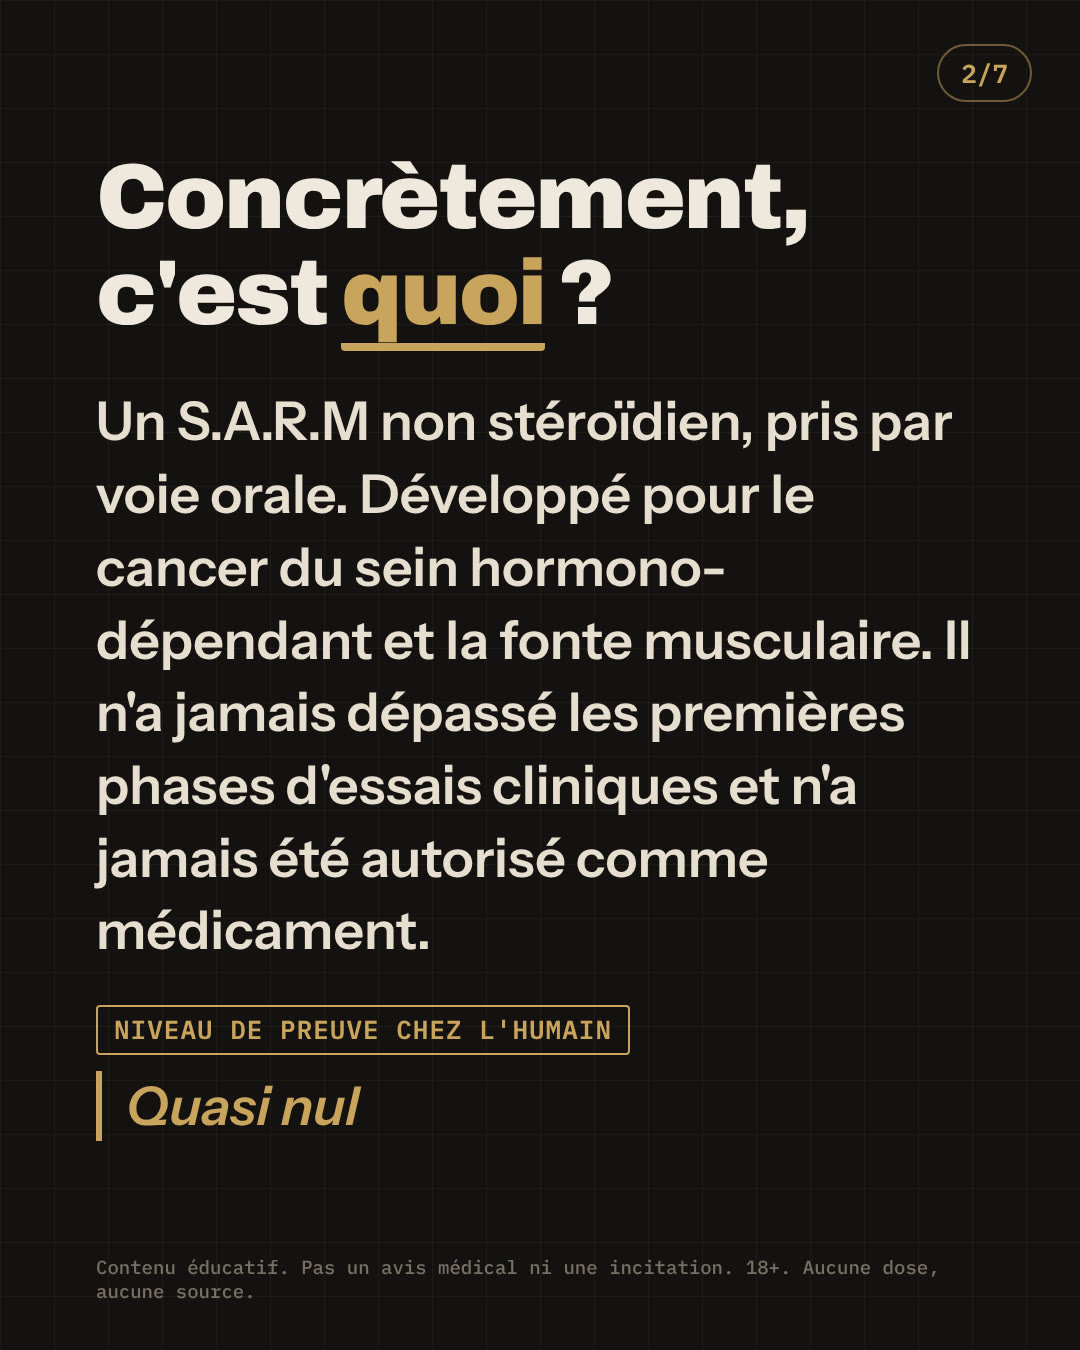 2/7
Concrètement,
c'est quoi ?
Un S.A.R.M non stéroïdien, pris par
voie orale. Développé pour le
cancer du sein hormono-
dépendant et la fonte musculaire. Il
n'a jamais dépassé les premières
phases d'essais cliniques et n'a
jamais été autorisé comme
médicament.
NIVEAU DE PREUVE CHEZ L'HUMAIN
Quasi nul
Contenu éducatif. Pas un avis médical ni une incitation. 18+. Aucune dose,
aucune source.